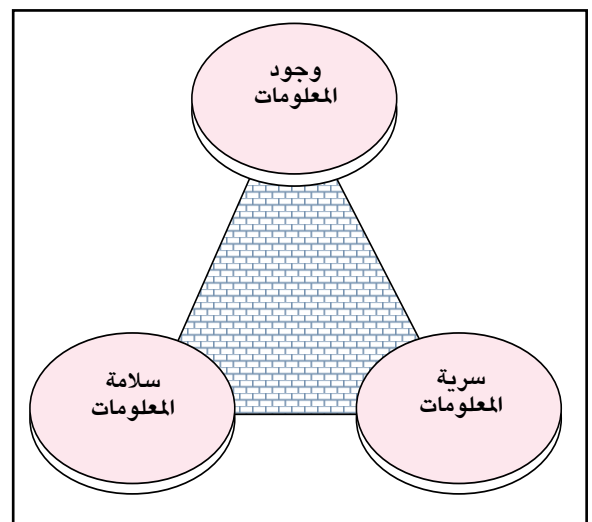 وجود
المعلومات
سرية
المعلومات
سلامة
المعلومات